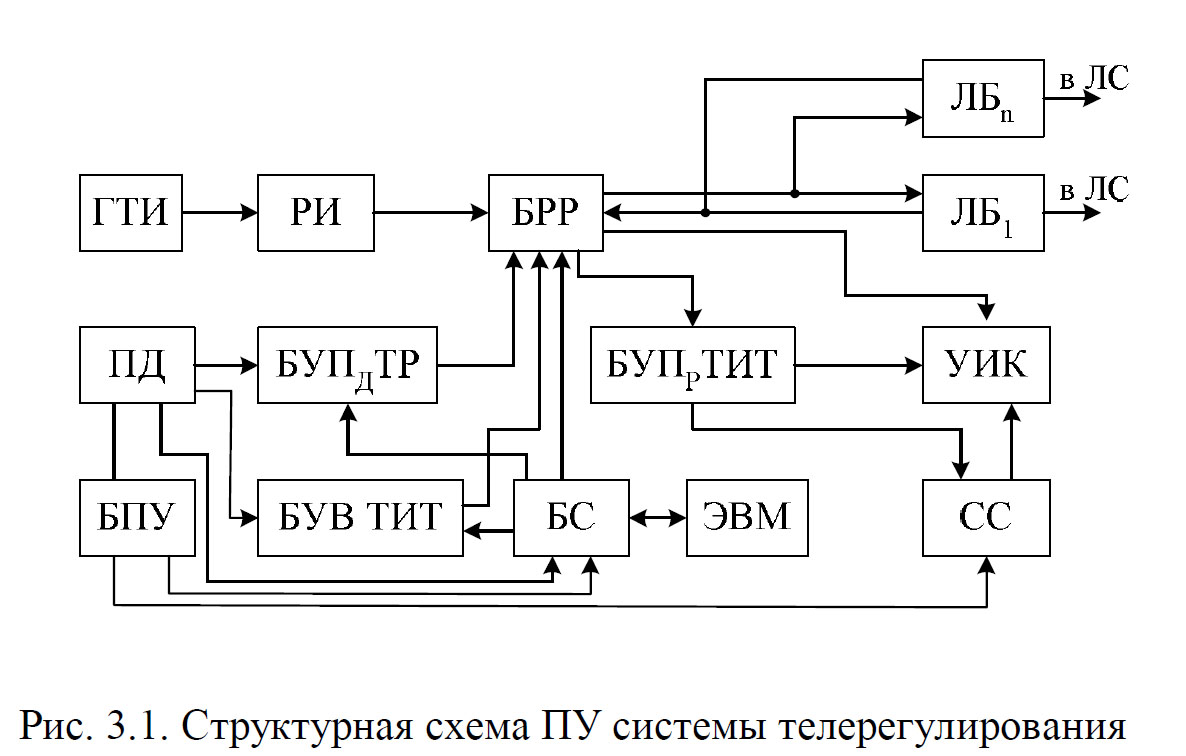 ЛБn
в ЛС
ГТИ
РИ
БРР
ЛБ1
в ЛС
ПД
БУПДТР
БУПРТИТ
УИК
БПУ
БУВ ТИТ
БС
ЭВМ
СС
Рис. 3.1. Структурная схема ПУ системы телерегулирования